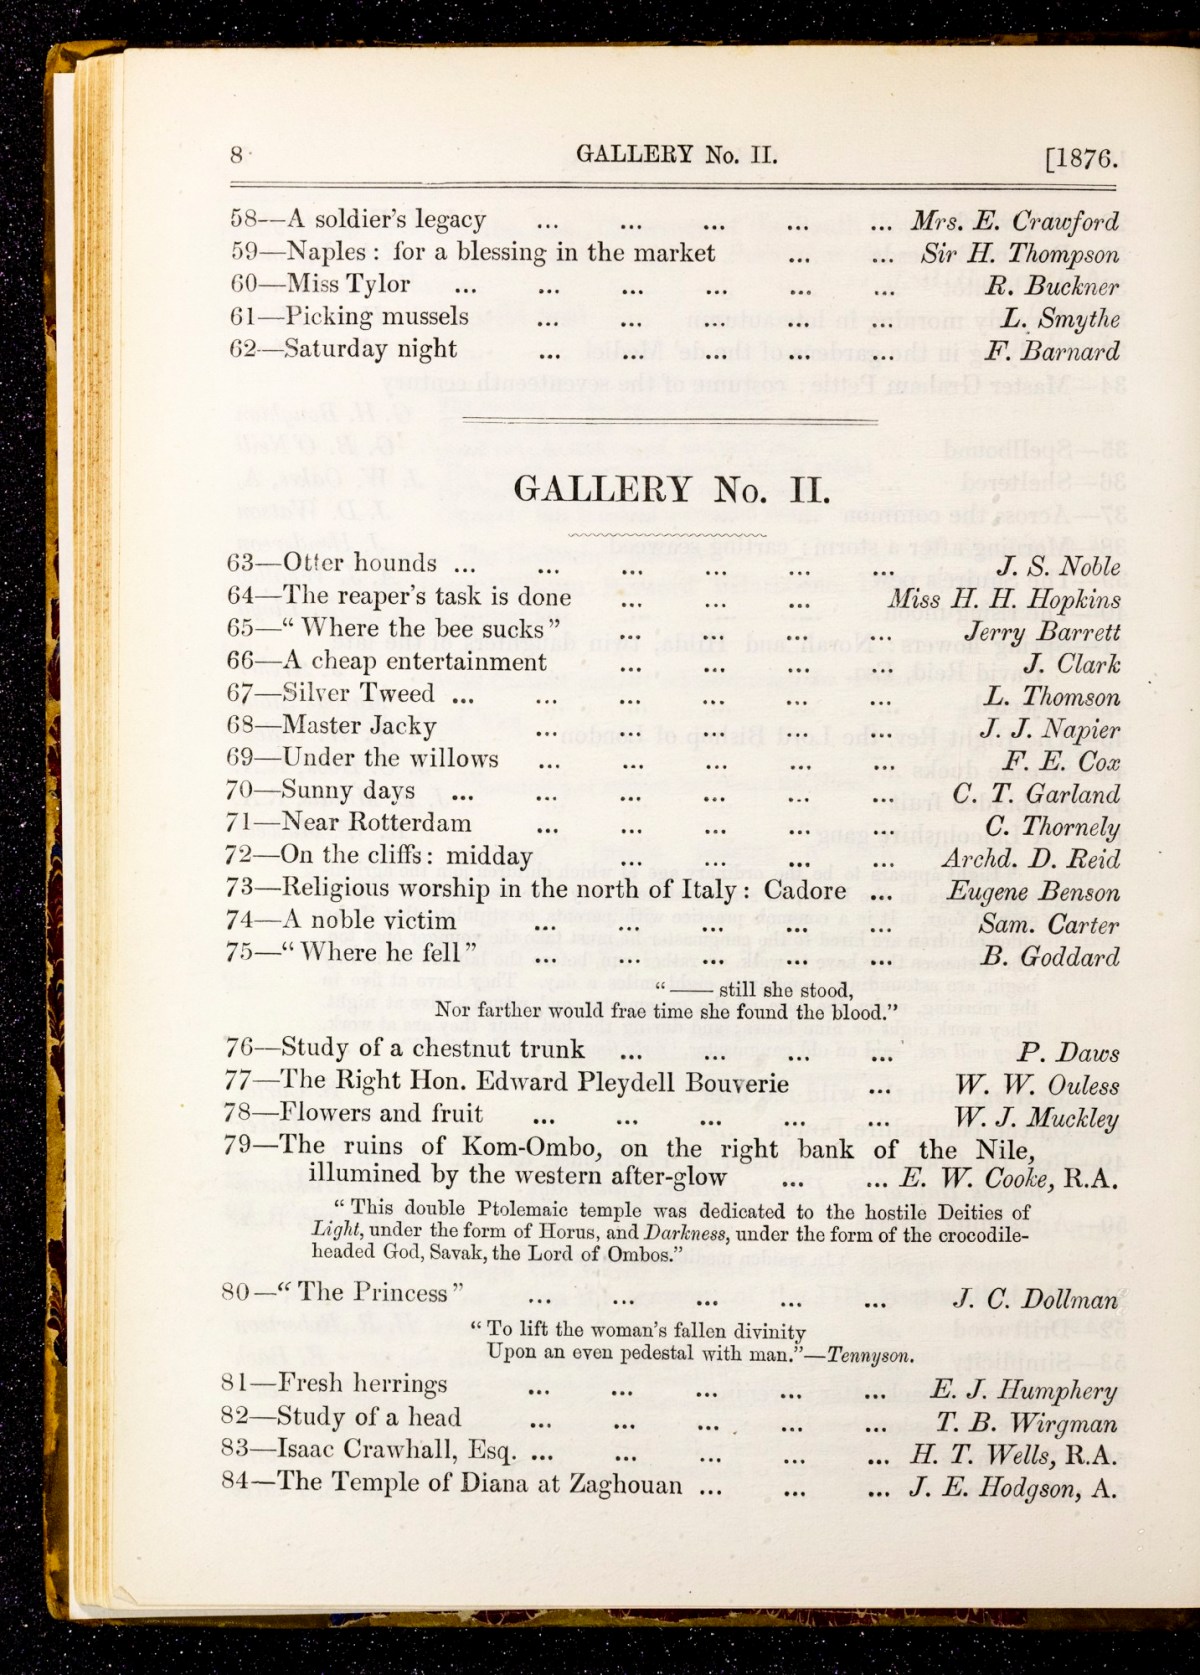 8 GALLERY No. II. [1876.
58—A soldier's legacy ... ... ... ... ... Mrs. E. Crawford
59—Naples : for a blessing in the market ... ... Sir H. Thompson
60—Miss Tylor ... ... ... ... ... ... R. Buckner
61—Picking mussels ... ... ... ... ... L. Smythe
62—Saturday night ... ... ... ... ... F. Barnard
GALLERY No. II.
63—Otter hounds ... ... ... ... ... ... J. S. Noble
64—The reaper's task is done ... ... ... Miss H. H. Hopkins
65—“ Where the bee sucks ” ... ... ... ... Jerry Barrett
66—A cheap entertainment ... ... ... ... J. Clark
67—Silver Tweed ... ... ... ... ... ... L. Thomson
68—Master Jacky ... ... ... ... ... J. J. Napier
69—Under the willows ... ... ... ... ... F. E. Cox
70—Sunny days ... ... ... ... ... ... C. T. Garland
71—Near Rotterdam ... ... ... ... ... C. Thornely
72—On the cliffs : midday ... ... ... ... Archd. D. Reid
73—Religious worship in the north of Italy : Cadore ... Eugene Benson
74—A noble victim ... ... ... ... ... Sam. Carter
75—“ Where he fell ” ... ... ... ... ... B. Goddard
“ —— still she stood,
Nor farther would frae time she found the blood.”
76—Study of a chestnut trunk ... ... ... ... P. Daws
77—The Right Hon. Edward Pleydell Bouverie ... W. W. Ouless
78—Flowers and fruit ... ... ... ... ... W. J. Muckley
79—The ruins of Kom-Ombo, on the right bank of the Nile,
illumined by the western after-glow ... ... E. W. Cooke, R.A.
“ This double Ptolemaic temple was dedicated to the hostile Deities of
Light, under the form of Horus, and Darkness, under the form of the crocodile-
headed God, Savak, the Lord of Ombos.”
80—“ The Princess ” ... ... ... ... ... J. C. Dollman
“ To lift the woman's fallen divinity
Upon an even pedestal with man.”—Tennyson.
81—Fresh herrings ... ... ... ... ... E. J. Humphery
82—Study of a head ... ... ... ... ... T. B. Wirgman
83—Isaac Crawhall, Esq. ... ... ... ... ... H. T. Wells, R.A.
84—The Temple of Diana at Zaghouan ... ... ... J. E. Hodgson, A.